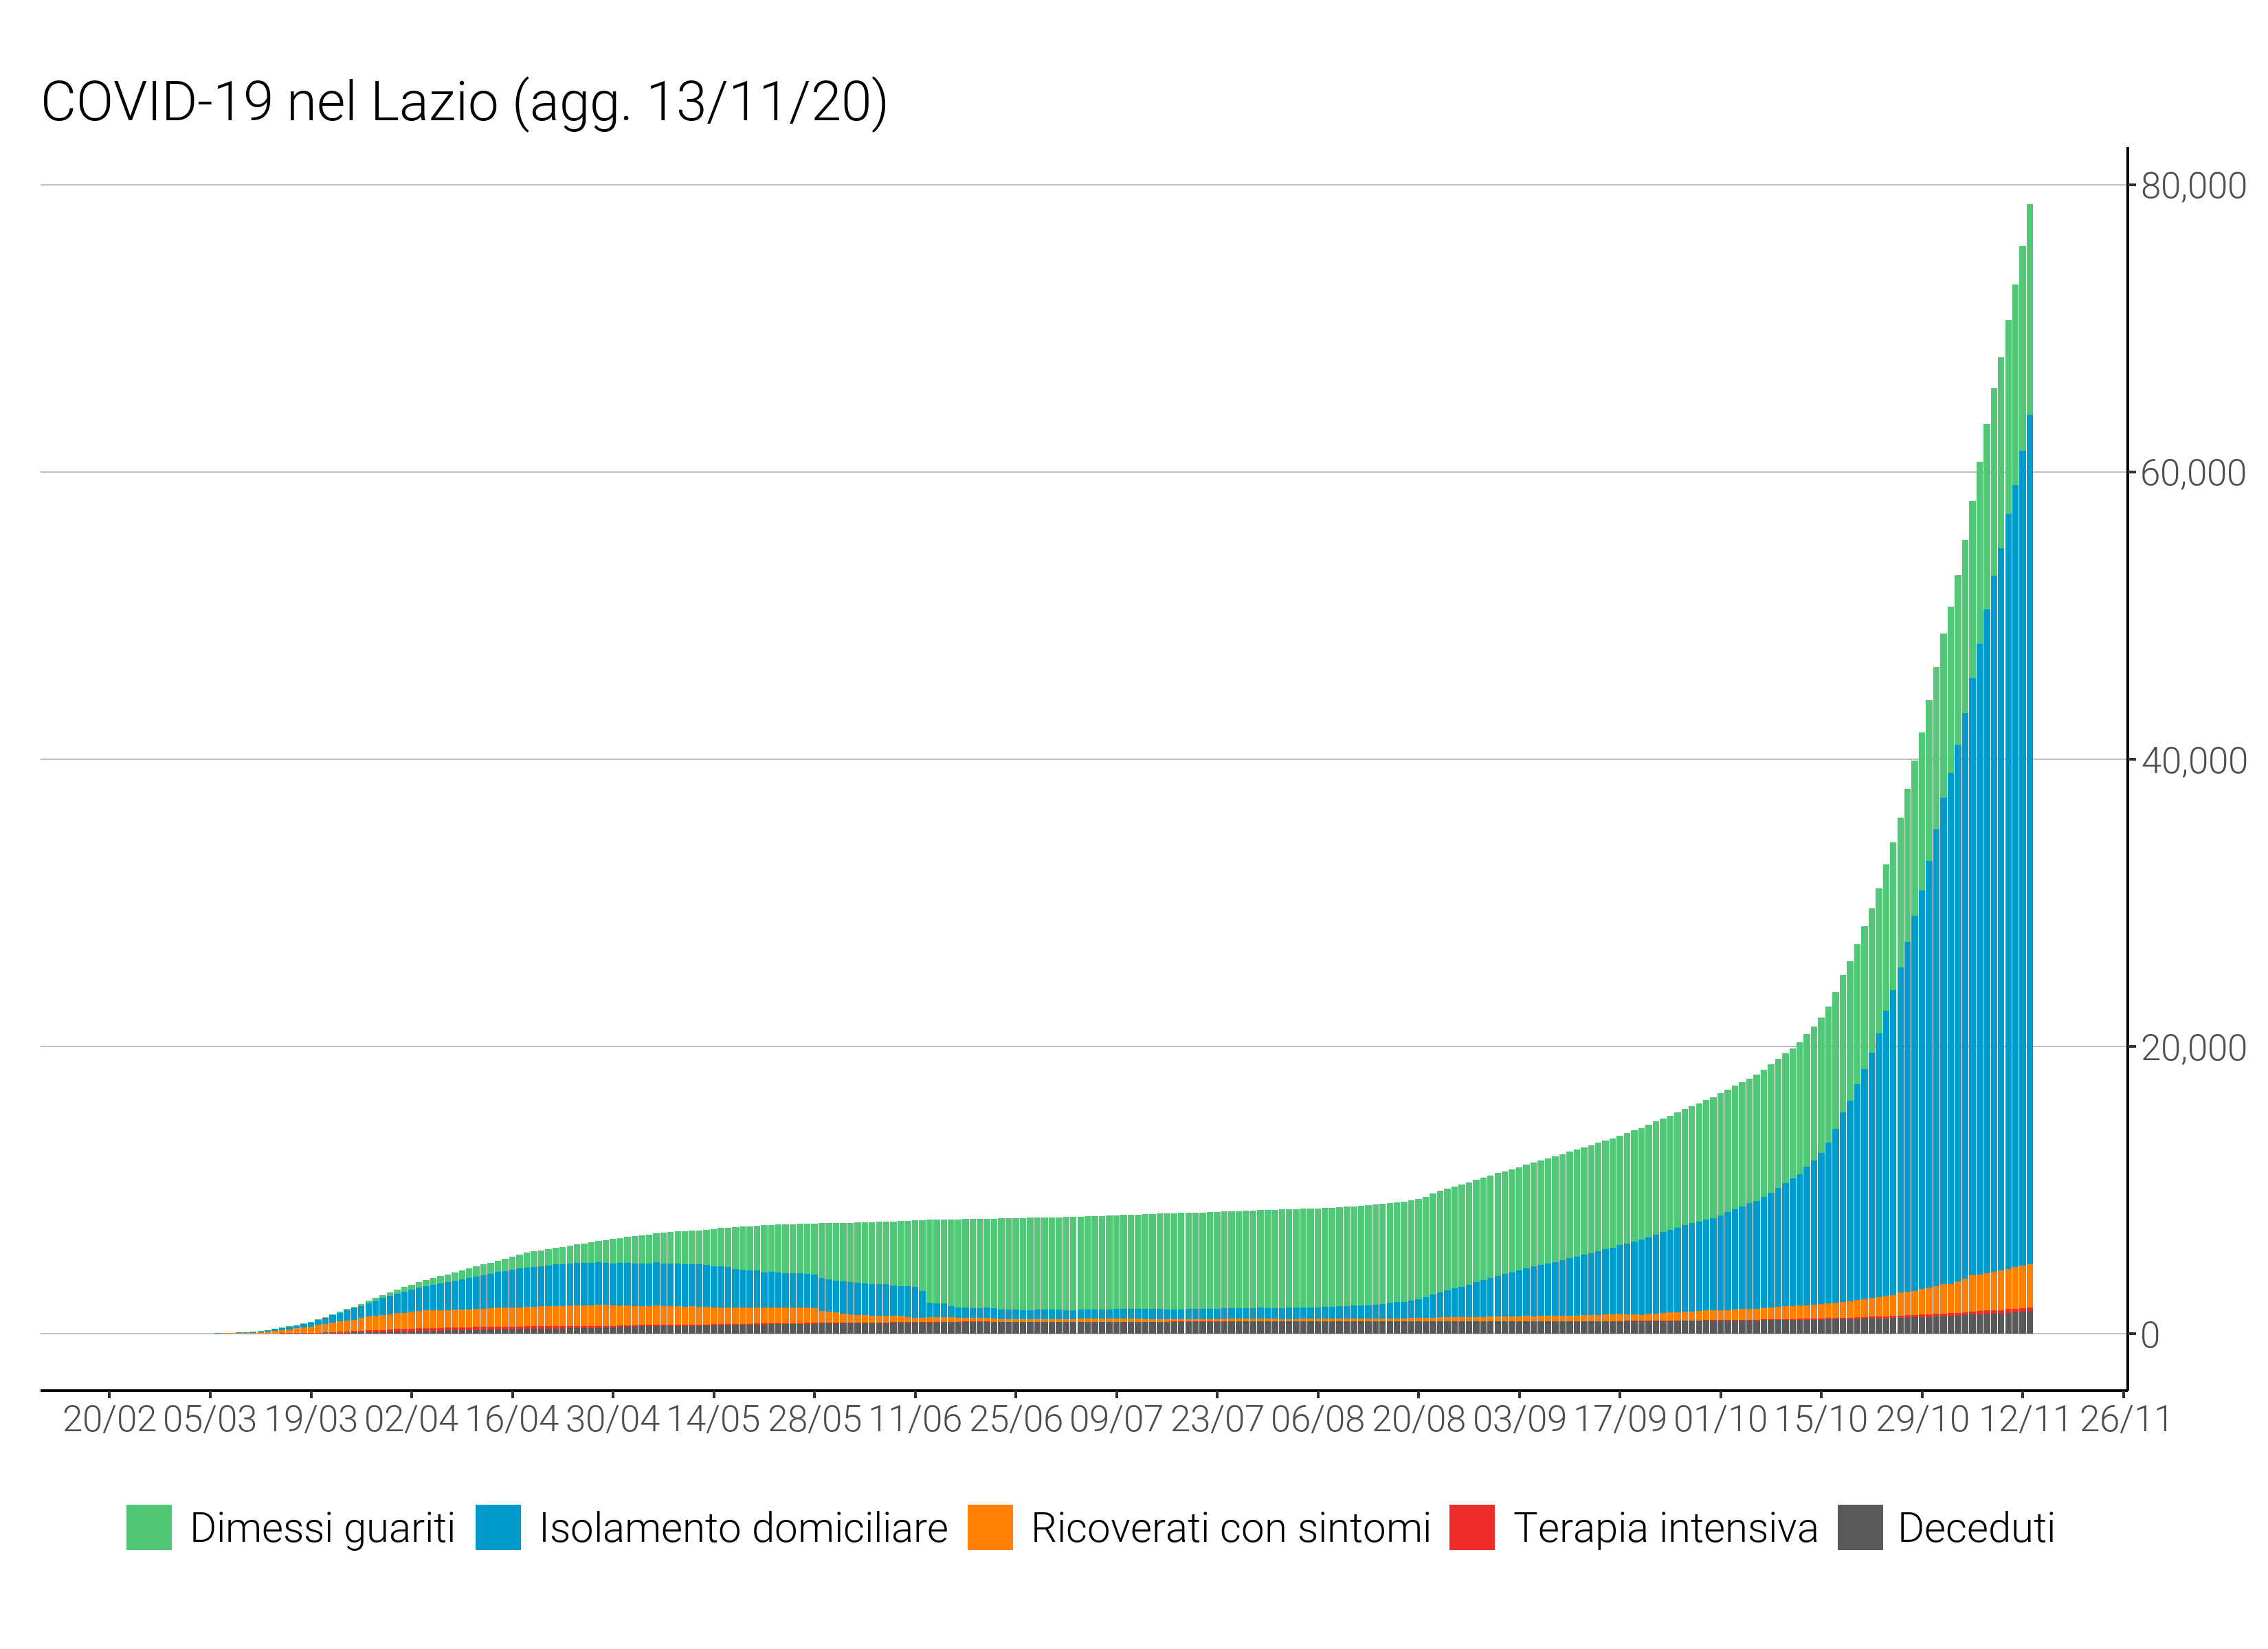 COVID-19 nel Lazio (agg. 13/11/20)
80,000
60,000
40,000
20,000
0
20/02 05/03 19/03 02/04 16/04 30/04 14/05 28/05 11/06 25/06 09/07 23/07 06/08 20/08 03/09 17/09 01/10 15/10 29/10 12/11 26/11
Dimessi guariti Isolamento domiciliare Ricoverati con sintomi Terapia intensiva Deceduti